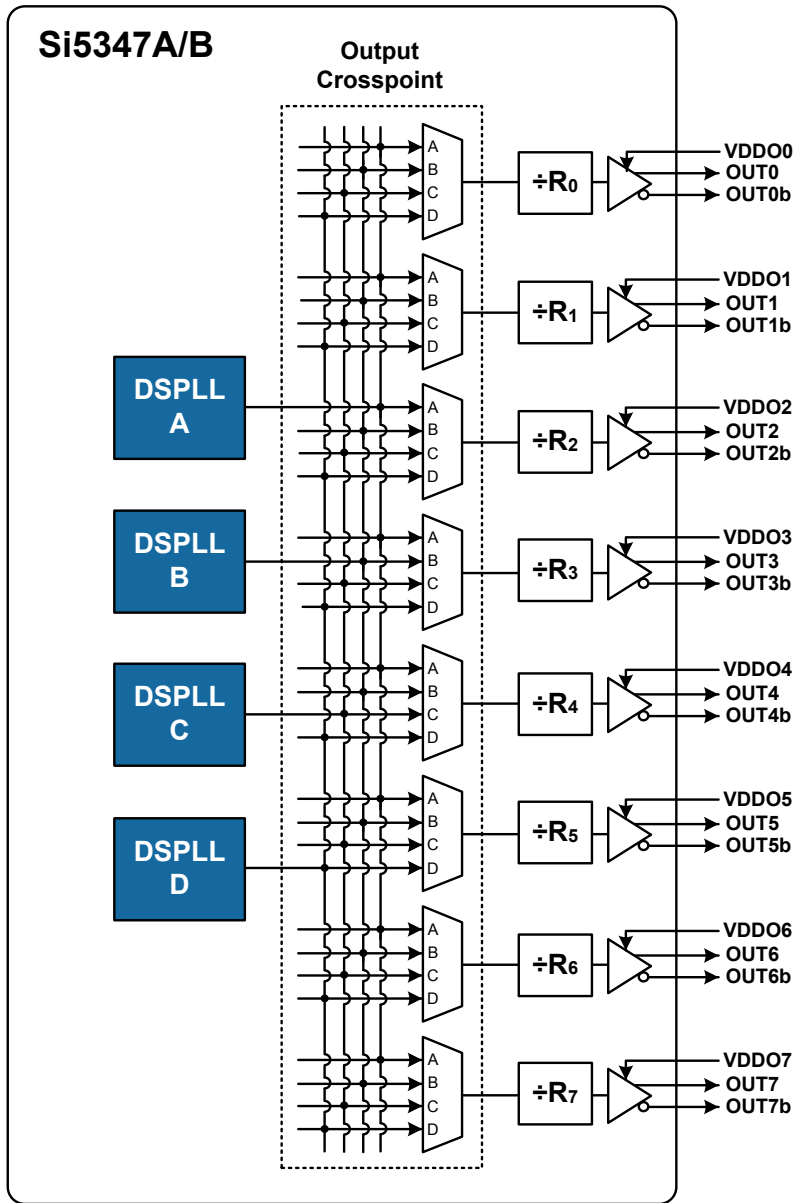 Si5347A/B
Output
Crosspoint
A
B
C
D
÷R0
VDDO0
OUT0
OUT0b
A
B
C
D
÷R1
VDDO1
OUT1
OUT1b
DSPLL
A
A
B
C
D
÷R2
VDDO2
OUT2
OUT2b
DSPLL
B
A
B
C
D
÷R3
VDDO3
OUT3
OUT3b
DSPLL
C
A
B
C
D
÷R4
VDDO4
OUT4
OUT4b
DSPLL
D
A
B
C
D
÷R5
VDDO5
OUT5
OUT5b
A
B
C
D
÷R6
VDDO6
OUT6
OUT6b
A
B
C
D
÷R7
VDDO7
OUT7
OUT7b